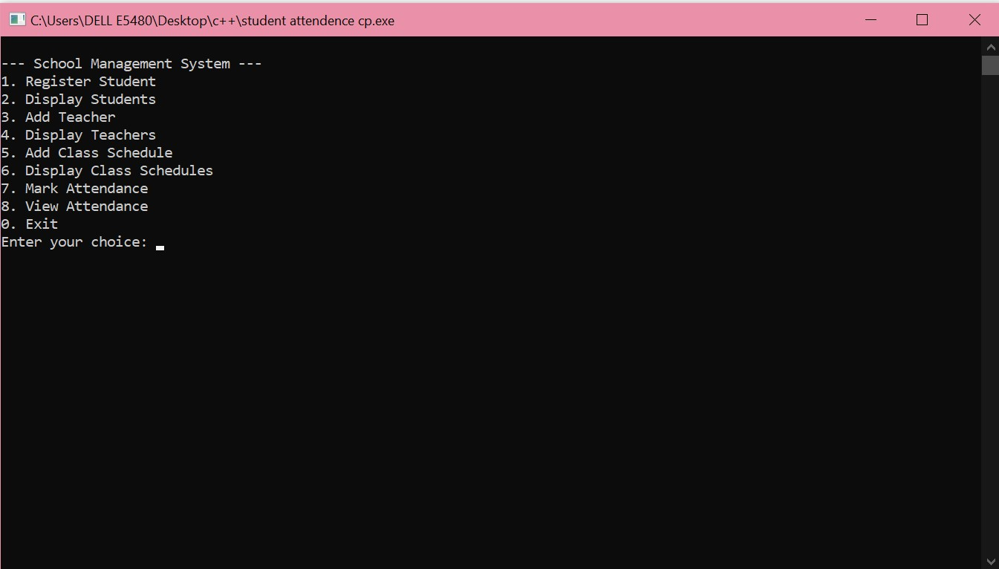 C:\Users\DELL E5480\Desktop\c++\student attendence cp.exe
--- School Management System ---
1. Register Student
2. Display Students
3. Add Teacher
4. Display Teachers
5. Add Class Schedule
6. Display Class Schedules
7. Mark Attendance
8. View Attendance
0. Exit
Enter your choice: